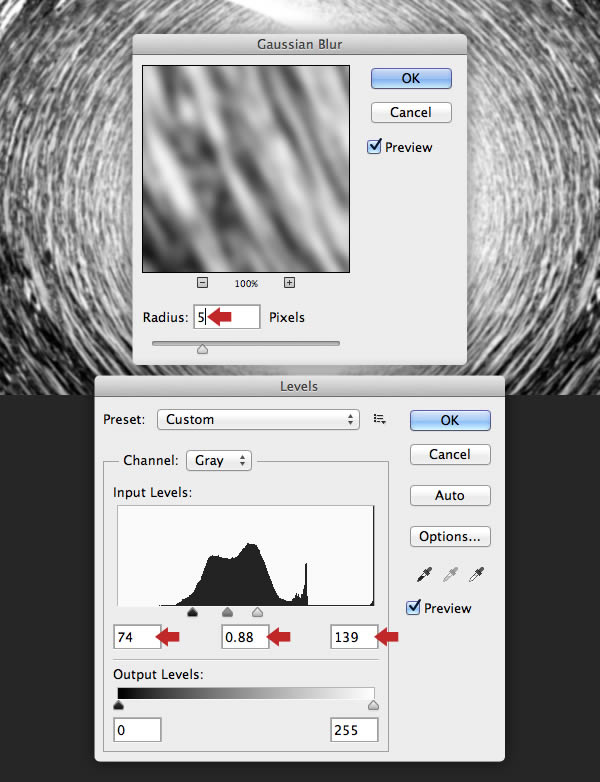 Gaussian Blur
OK
Cancel
Preview
100%
Radius: 5 Pixels
Levels
Preset: Custom
OK
Channel: Gray
Cancel
Input Levels:
Auto
Options...
Preview
74 0.88 139
Output Levels:
0 255